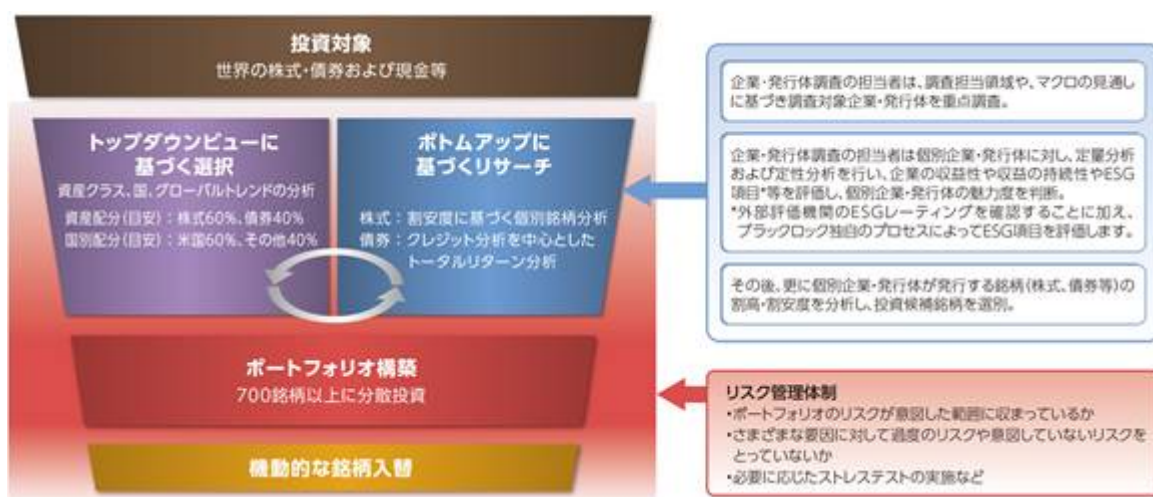 投資対象
世界の株式・債券および現金等
トップダウンビューに
基づく選択
資産クラス、国、グローバルトレンドの分析
資産配分(目安):株式60%、債券40%
国別配分(目安):米国60%、その他40%
ボトムアップに
基づくリサーチ
株式:割安度に基づく個別銘柄分析
債券:クレジット分析を中心とした
トータルリターン分析
ポートフォリオ構築
700銘柄以上に分散投資
機動的な銘柄入替
企業・発行体調査の担当者は、調査担当領域や、マクロの見通し
に基づき調査対象企業・発行体を重点調査。
企業・発行体調査の担当者は個別企業・発行体に対し、定量分析
および定性分析を行い、企業の収益性や収益の持続性やESG
項目*等を評価し、個別企業・発行体の魅力度を判断。
*外部評価機関のESGレーティングを確認することに加え、
ブラックロック独自のプロセスによってESG項目を評価します。
その後、更に個別企業・発行体が発行する銘柄(株式、債券等)の
割高・割安度を分析し、投資候補銘柄を選別。
リスク管理体制
・ポートフォリオのリスクが意図した範囲に収まっているか
・さまざまな要因に対して過度のリスクや意図していないリスクを
とっていないか
・必要に応じたストレステストの実施など